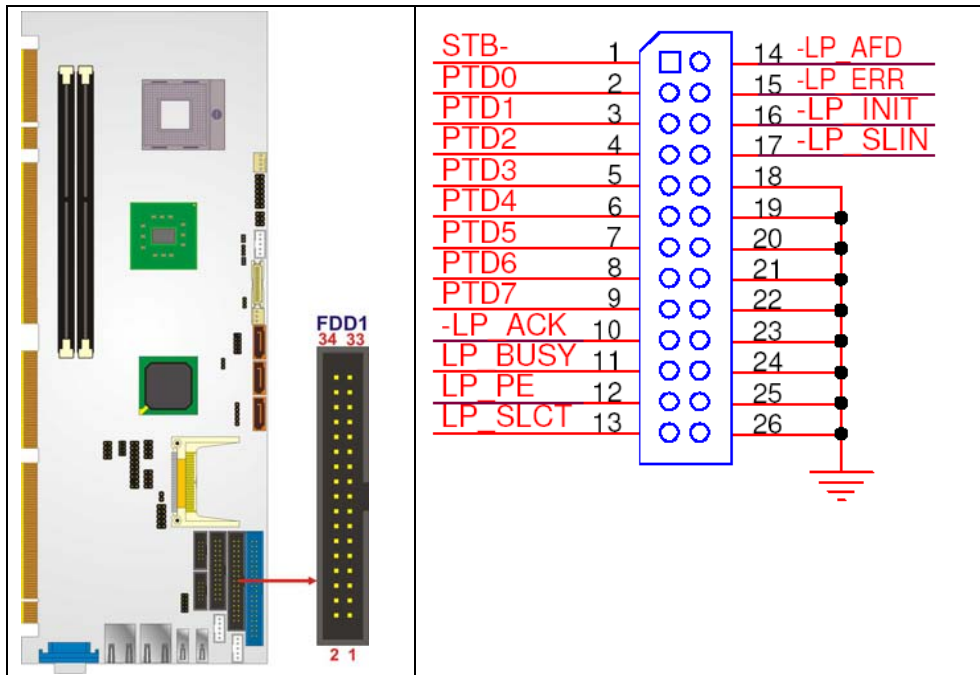 FDD1
34 33
2 1
STB- 1 14 -LP_AFD
PTD0 2 15 -LP_ERR
PTD1 3 16 -LP_INIT
PTD2 4 17 -LP_SLIN
PTD3 5 18
PTD4 6 19
PTD5 7 20
PTD6 8 21
PTD7 9 22
-LP_ACK 10 23
LP_BUSY 11 24
LP_PE 12 25
LP_SLCT 13 26